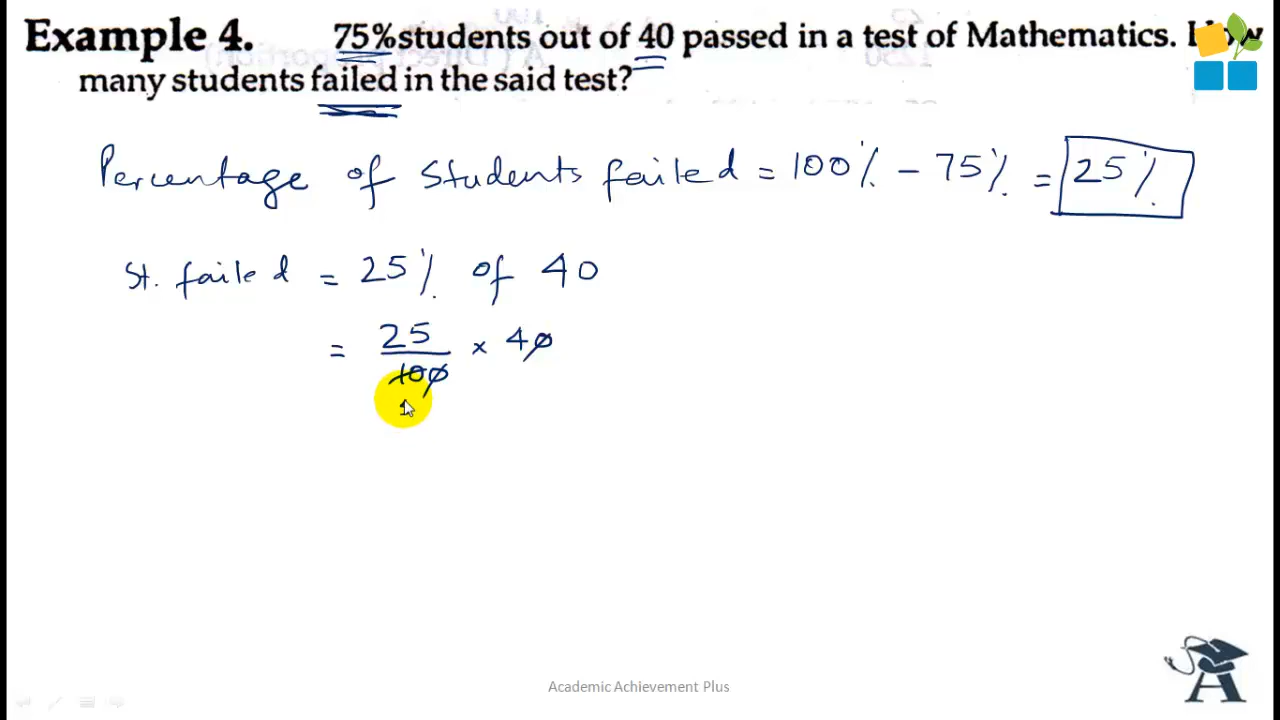 Example 4. 75% students out of 40 passed in a test of Mathematics. How
many students failed in the said test?
Percentage of Students failed = 100% - 75% = 25%
St. failed = 25% of 40
= 25/100 × 40
Academic Achievement Plus